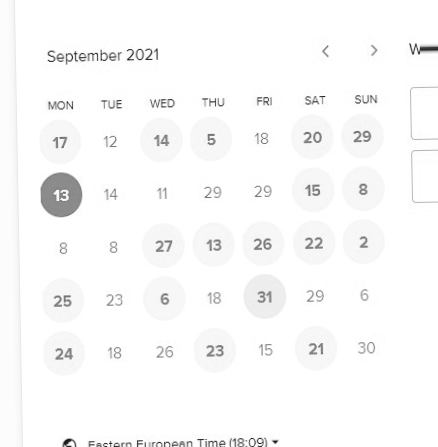 September 2021
MON TUE WED THU FRI SAT SUN
17 12 14 5 18 20 29
13 14 11 29 29 15 8
8 8 27 13 26 22 2
25 23 6 18 31 29 6
24 18 26 23 15 21 30
Eastern European Time (18:09)